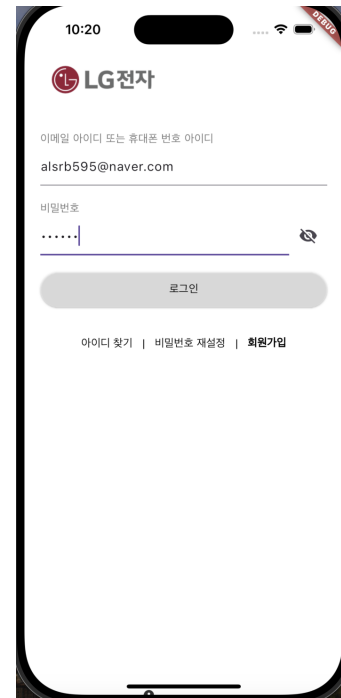 10:20
DEBUG
LG전자
이메일 아이디 또는 휴대폰 번호 아이디
alsrb595@naver.com
비밀번호
······
로그인
아이디 찾기 | 비밀번호 재설정 | 회원가입